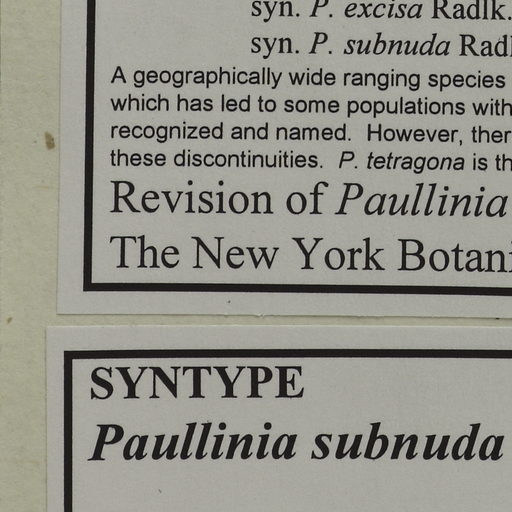 syn. P. excisa Radlk.
syn. P. subnuda Radl
A geographically wide ranging species
which has led to some populations with
recognized and named. However, ther
these discontinuities. P. tetragona is th
Revision of Paullinia
The New York Botani
SYNTYPE
Paullinia subnuda